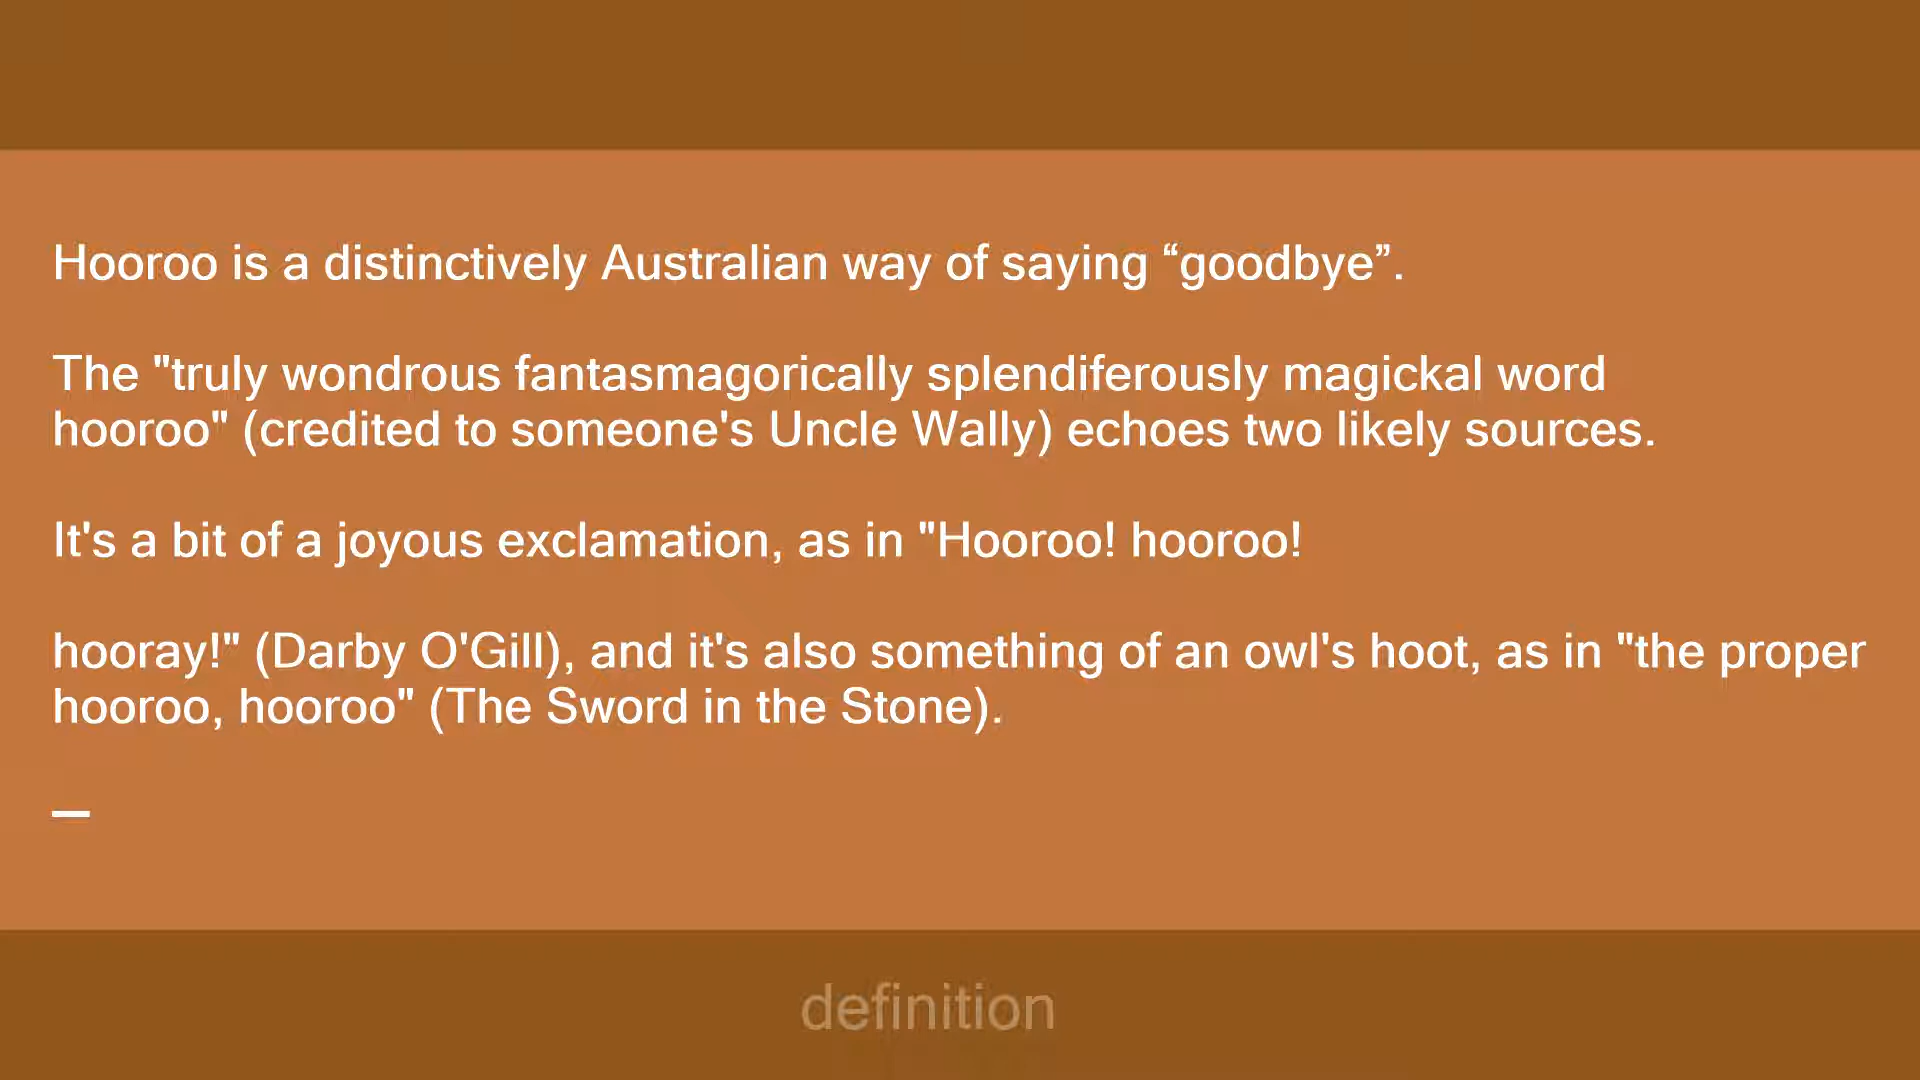 Hooroo is a distinctively Australian way of saying “goodbye”.
The "truly wondrous fantasmagorically splendiferously magickal word
hooroo" (credited to someone's Uncle Wally) echoes two likely sources.
It's a bit of a joyous exclamation, as in "Hooroo! hooroo!
hooray!" (Darby O'Gill), and it's also something of an owl's hoot, as in "the proper
hooroo, hooroo" (The Sword in the Stone).
_
definition